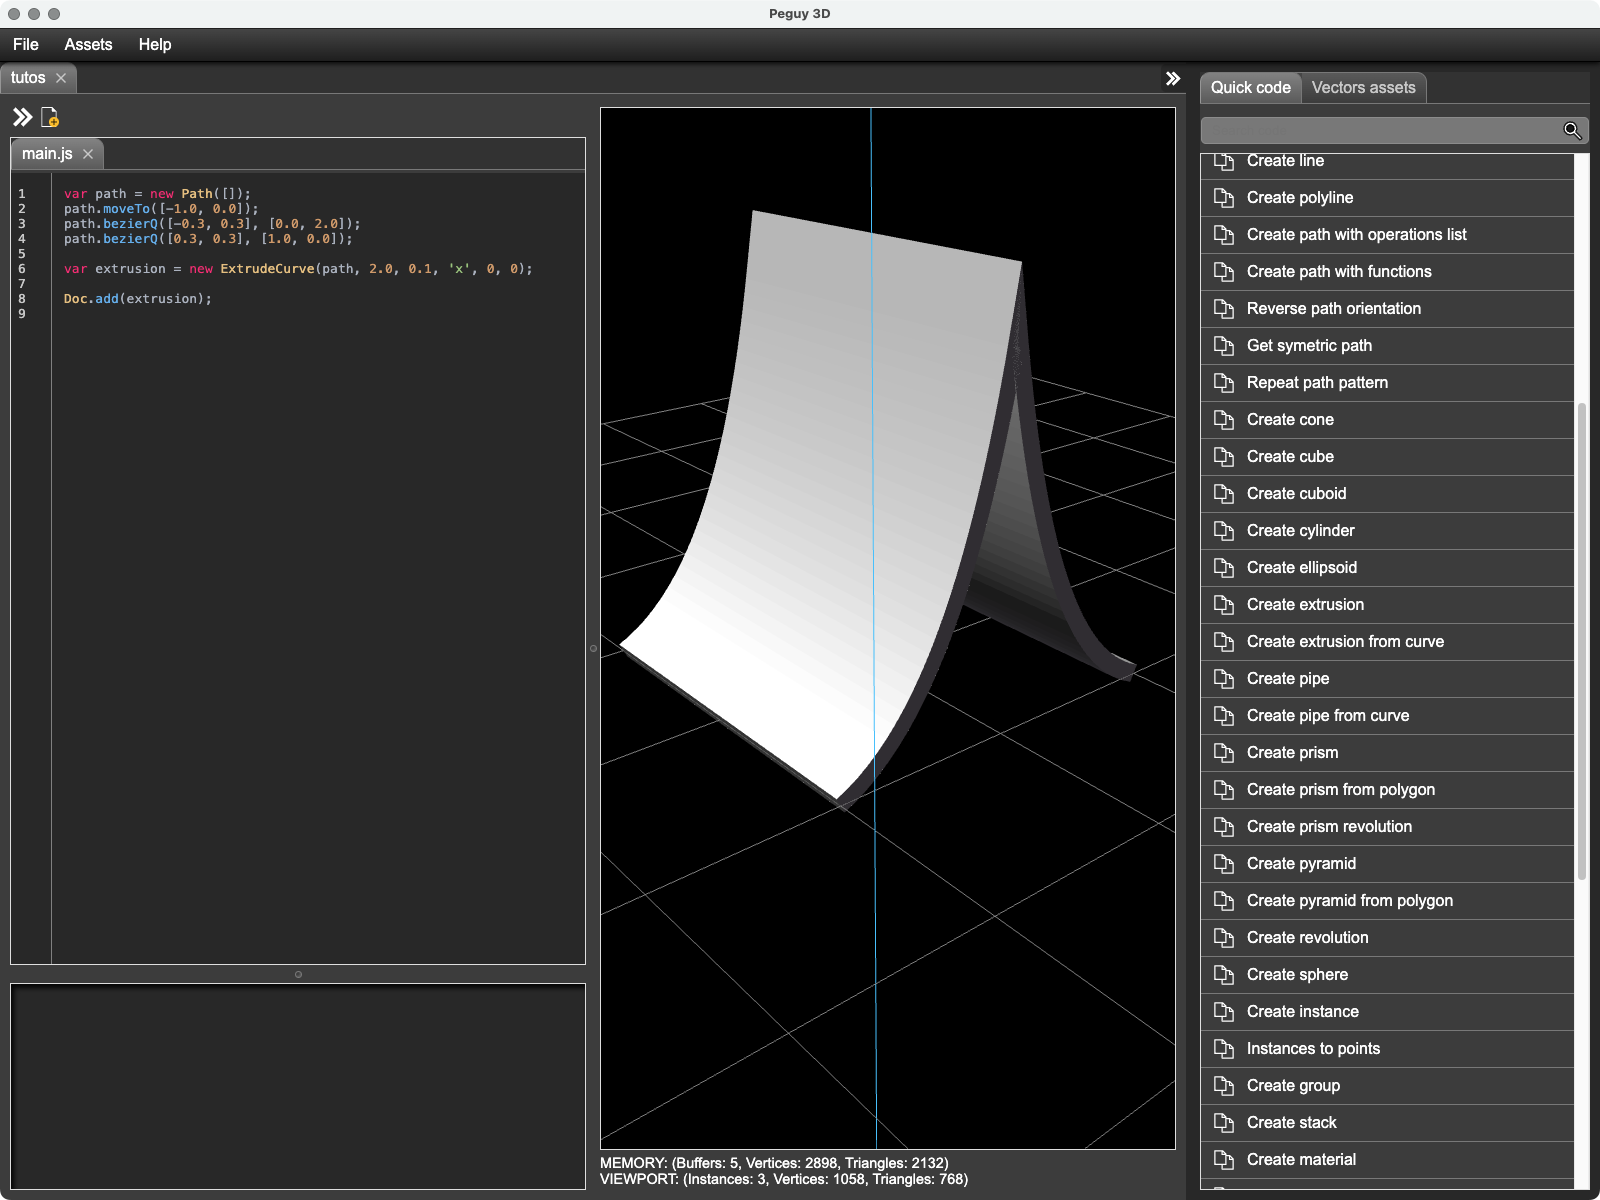 Peguy 3D
File Assets Help
tutos
main.js
1 var path = new Path([]);
2 path.moveTo([-1.0, 0.0]);
3 path.bezierQ([-0.3, 0.3], [0.0, 2.0]);
4 path.bezierQ([0.3, 0.3], [1.0, 0.0]);
5
6 var extrusion = new ExtrudeCurve(path, 2.0, 0.1, 'x', 0, 0);
7
8 Doc.add(extrusion);
9
MEMORY: (Buffers: 5, Vertices: 2898, Triangles: 2132)
VIEWPORT: (Instances: 3, Vertices: 1058, Triangles: 768)
Quick code Vectors assets
Create line
Create polyline
Create path with operations list
Create path with functions
Reverse path orientation
Get symetric path
Repeat path pattern
Create cone
Create cube
Create cuboid
Create cylinder
Create ellipsoid
Create extrusion
Create extrusion from curve
Create pipe
Create pipe from curve
Create prism
Create prism from polygon
Create prism revolution
Create pyramid
Create pyramid from polygon
Create revolution
Create sphere
Create instance
Instances to points
Create group
Create stack
Create material